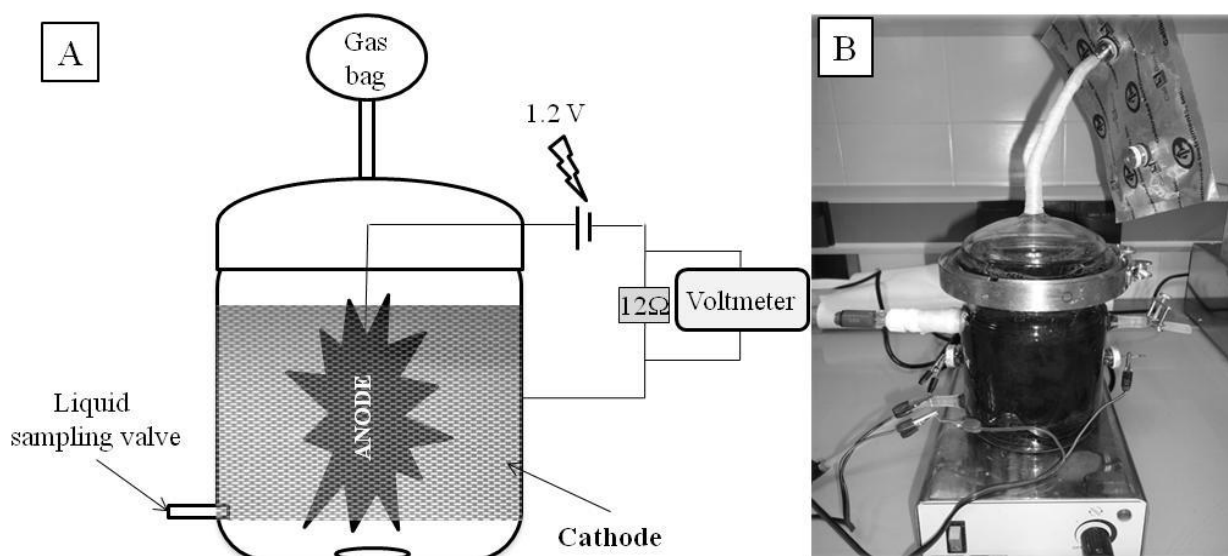 A
Gas
bag
1.2 V
12Ω
Voltmeter
ANODE
Liquid
sampling valve
Cathode
B